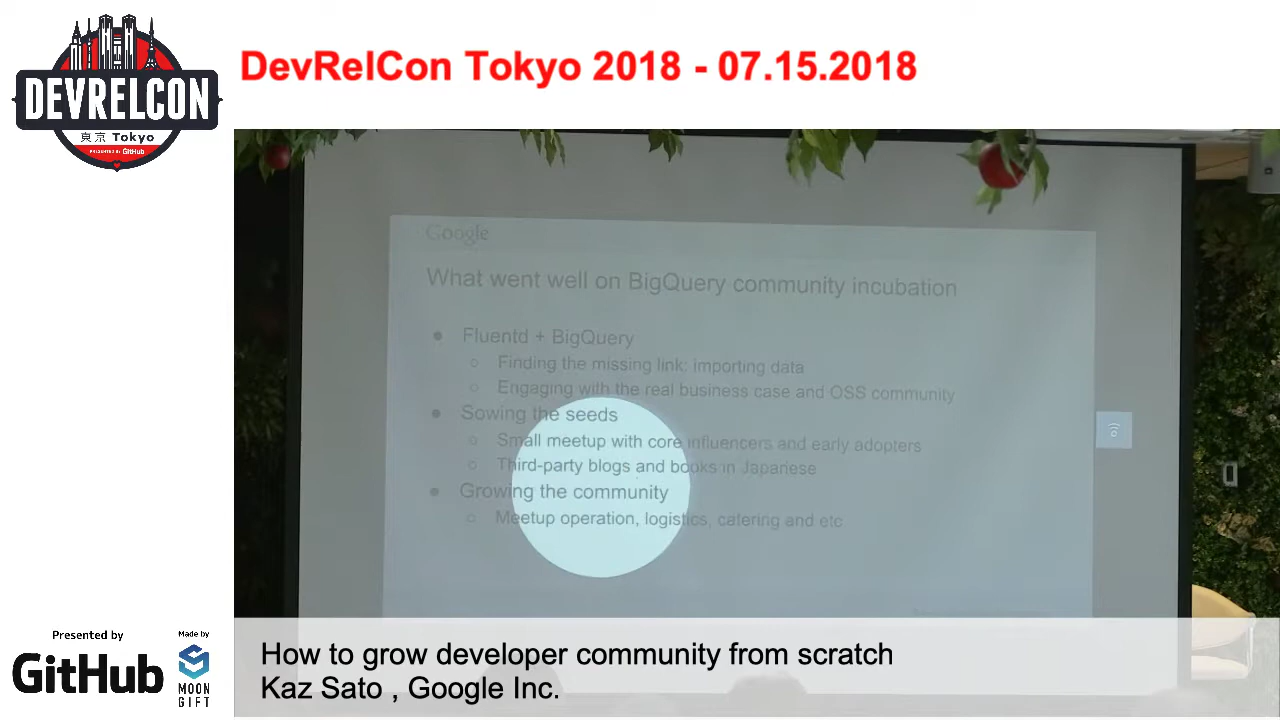 DEVRELCON
東京 Tokyo
PRESENTED BY GitHub
DevRelCon Tokyo 2018 - 07.15.2018
Google
What went well on BigQuery community incubation
Fluentd + BigQuery
Finding the missing link: importing data
Engaging with the real business case and OSS community
Sowing the seeds
Small meetup with core influencers and early adopters
Third-party blogs and books in Japanese
Growing the community
Meetup operation, logistics, catering and etc
Presented by
GitHub
Made by
MOON
GIFT
How to grow developer community from scratch
Kaz Sato , Google Inc.